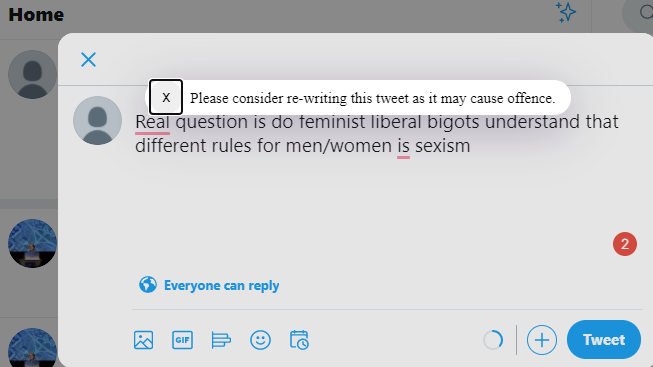 Home
X Please consider re-writing this tweet as it may cause offence.
Real question is do feminist liberal bigots understand that
different rules for men/women is sexism
2
Everyone can reply
GIF
Tweet